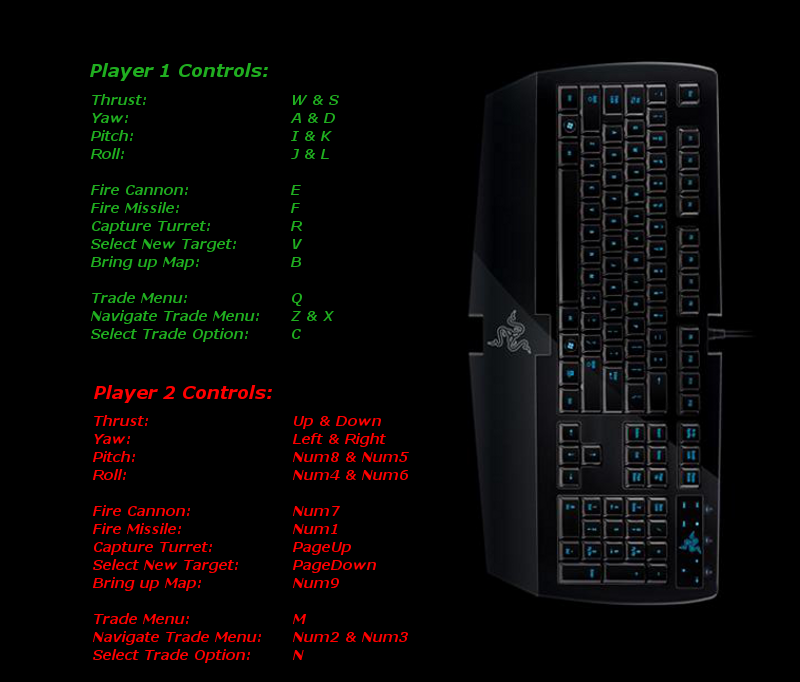 Player 1 Controls:
Thrust: W & S
Yaw: A & D
Pitch: I & K
Roll: J & L
Fire Cannon: E
Fire Missile: F
Capture Turret: R
Select New Target: V
Bring up Map: B
Trade Menu: Q
Navigate Trade Menu: Z & X
Select Trade Option: C
Player 2 Controls:
Thrust: Up & Down
Yaw: Left & Right
Pitch: Num8 & Num5
Roll: Num4 & Num6
Fire Cannon: Num7
Fire Missile: Num1
Capture Turret: PageUp
Select New Target: PageDown
Bring up Map: Num9
Trade Menu: M
Navigate Trade Menu: Num2 & Num3
Select Trade Option: N